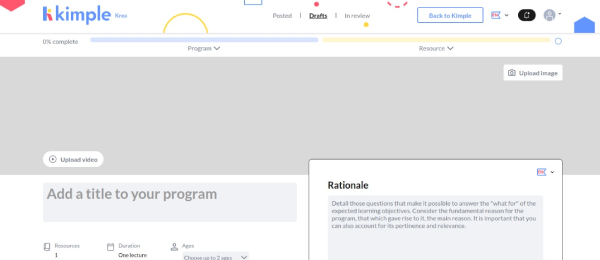 kimple Krea
Posted | Drafts | In review
Back to Kimple
0% complete
Program
Resource
Upload image
Upload video
Add a title to your program
Rationale
Detail those questions that make it possible to answer the "what for" of the
expected learning objectives. Consider the fundamental reason for the
program, that which gave rise to it, the main reason. It is important that you
can also account for its pertinence and relevance.
Resources
1
Duration
One lecture
Ages
Choose up to 2 ages